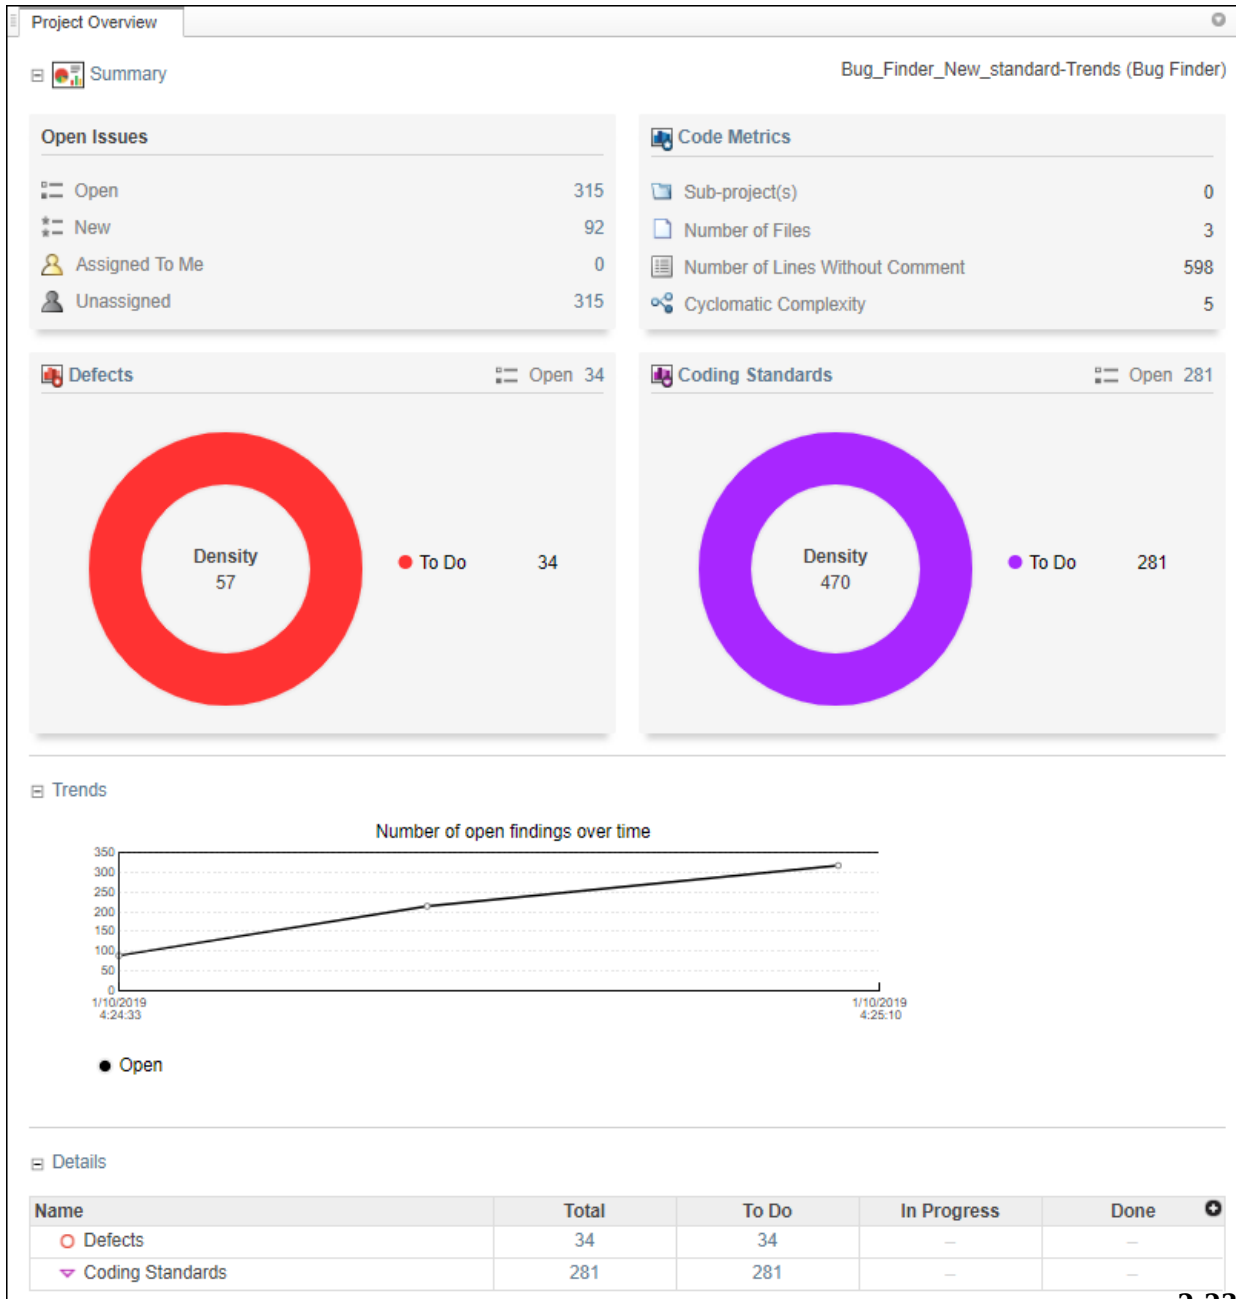 Project Overview
Summary
Bug_Finder_New_standard-Trends (Bug Finder)
Open Issues
Open 315
New 92
Assigned To Me 0
Unassigned 315
Code Metrics
Sub-project(s) 0
Number of Files 3
Number of Lines Without Comment 598
Cyclomatic Complexity 5
Defects Open 34
Density
57
To Do 34
Coding Standards Open 281
Density
470
To Do 281
Trends
Number of open findings over time
350
300
250
200
150
100
50
0
1/10/2019
4:24:33
1/10/2019
4:25:10
Open
Details
Name Total To Do In Progress Done
Defects 34 34 – –
Coding Standards 281 281 – –